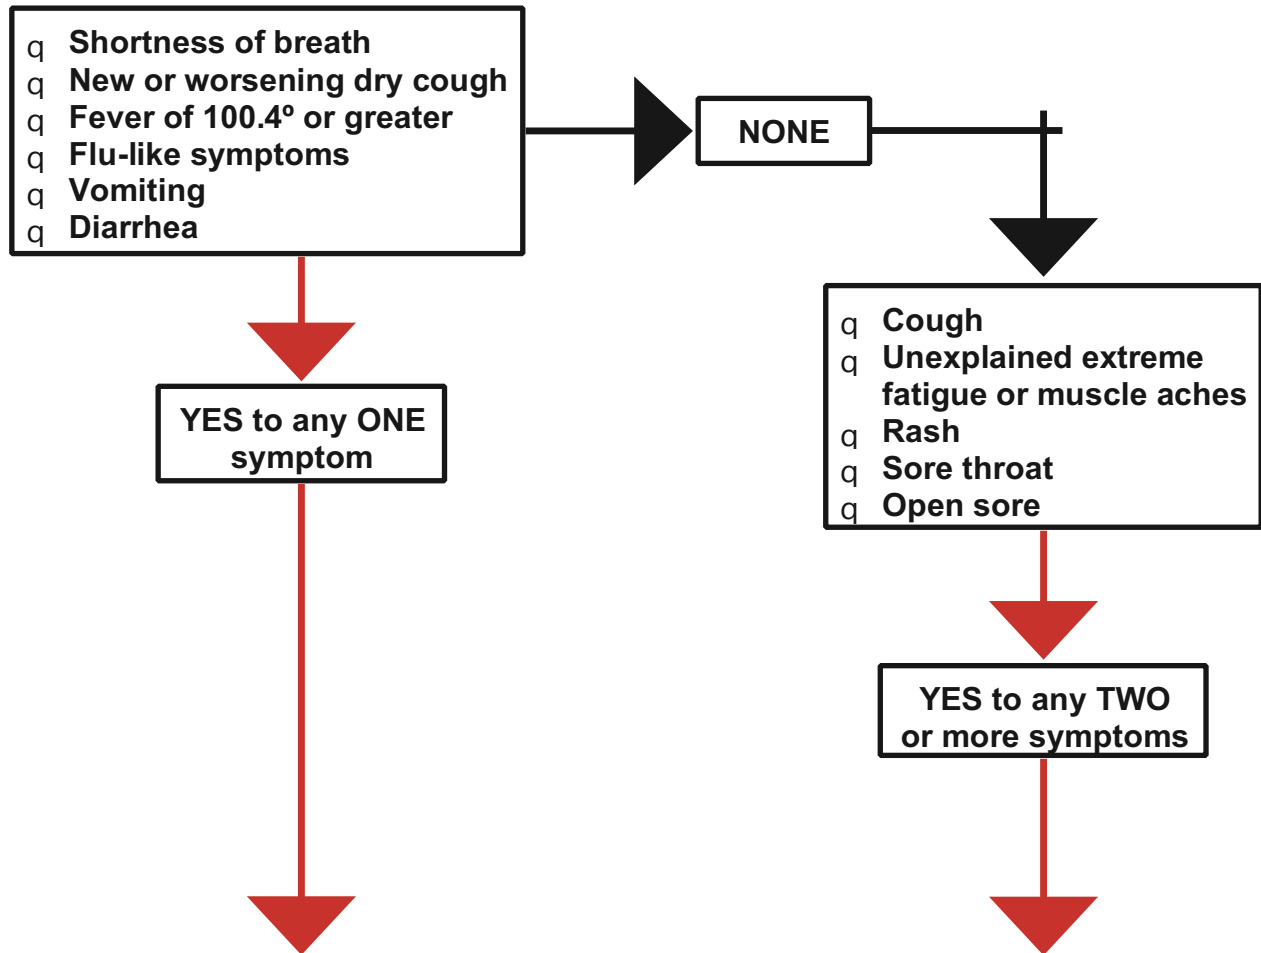 q Shortness of breath
q New or worsening dry cough
q Fever of 100.4º or greater
q Flu-like symptoms
q Vomiting
q Diarrhea
NONE
YES to any ONE
symptom
q Cough
q Unexplained extreme
fatigue or muscle aches
q Rash
q Sore throat
q Open sore
YES to any TWO
or more symptoms